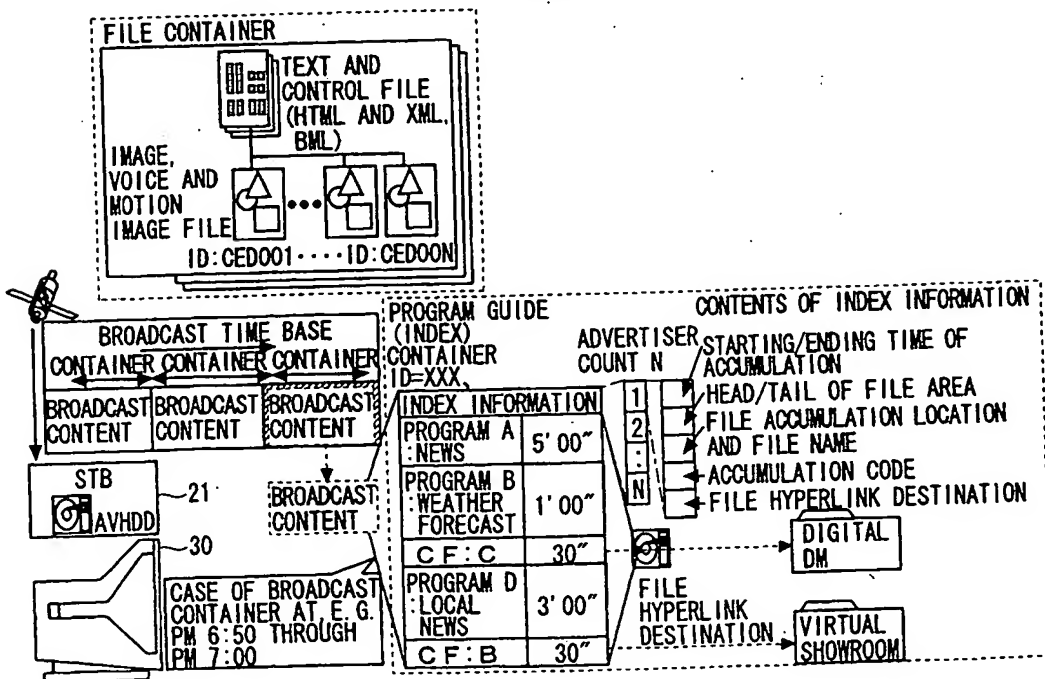 FILE CONTAINER
TEXT AND
CONTROL FILE
(HTML AND XML,
BML)
IMAGE,
VOICE AND
MOTION
IMAGE FILE
ID:CED001····ID:CED00N
BROADCAST TIME BASE
CONTAINER CONTAINER CONTAINER
BROADCAST CONTENT
BROADCAST CONTENT
BROADCAST CONTENT
STB
AVHDD
21
BROADCAST
CONTENT
30
CASE OF BROADCAST
CONTAINER AT, E.G.
PM 6:50 THROUGH
PM 7:00
PROGRAM GUIDE
(INDEX)
CONTAINER
ID=XXX,
INDEX INFORMATION
PROGRAM A
:NEWS
5' 00"
PROGRAM B
:WEATHER
FORECAST
1' 00"
CF:C
30"
PROGRAM D
:LOCAL
NEWS
3' 00"
CF:B
30"
CONTENTS OF INDEX INFORMATION
ADVERTISER
COUNT N
1
2
:
N
STARTING/ENDING TIME OF
ACCUMULATION
HEAD/TAIL OF FILE AREA
FILE ACCUMULATION LOCATION
AND FILE NAME
ACCUMULATION CODE
FILE HYPERLINK DESTINATION
DIGITAL
DM
FILE
HYPERLINK
DESTINATION
VIRTUAL
SHOWROOM